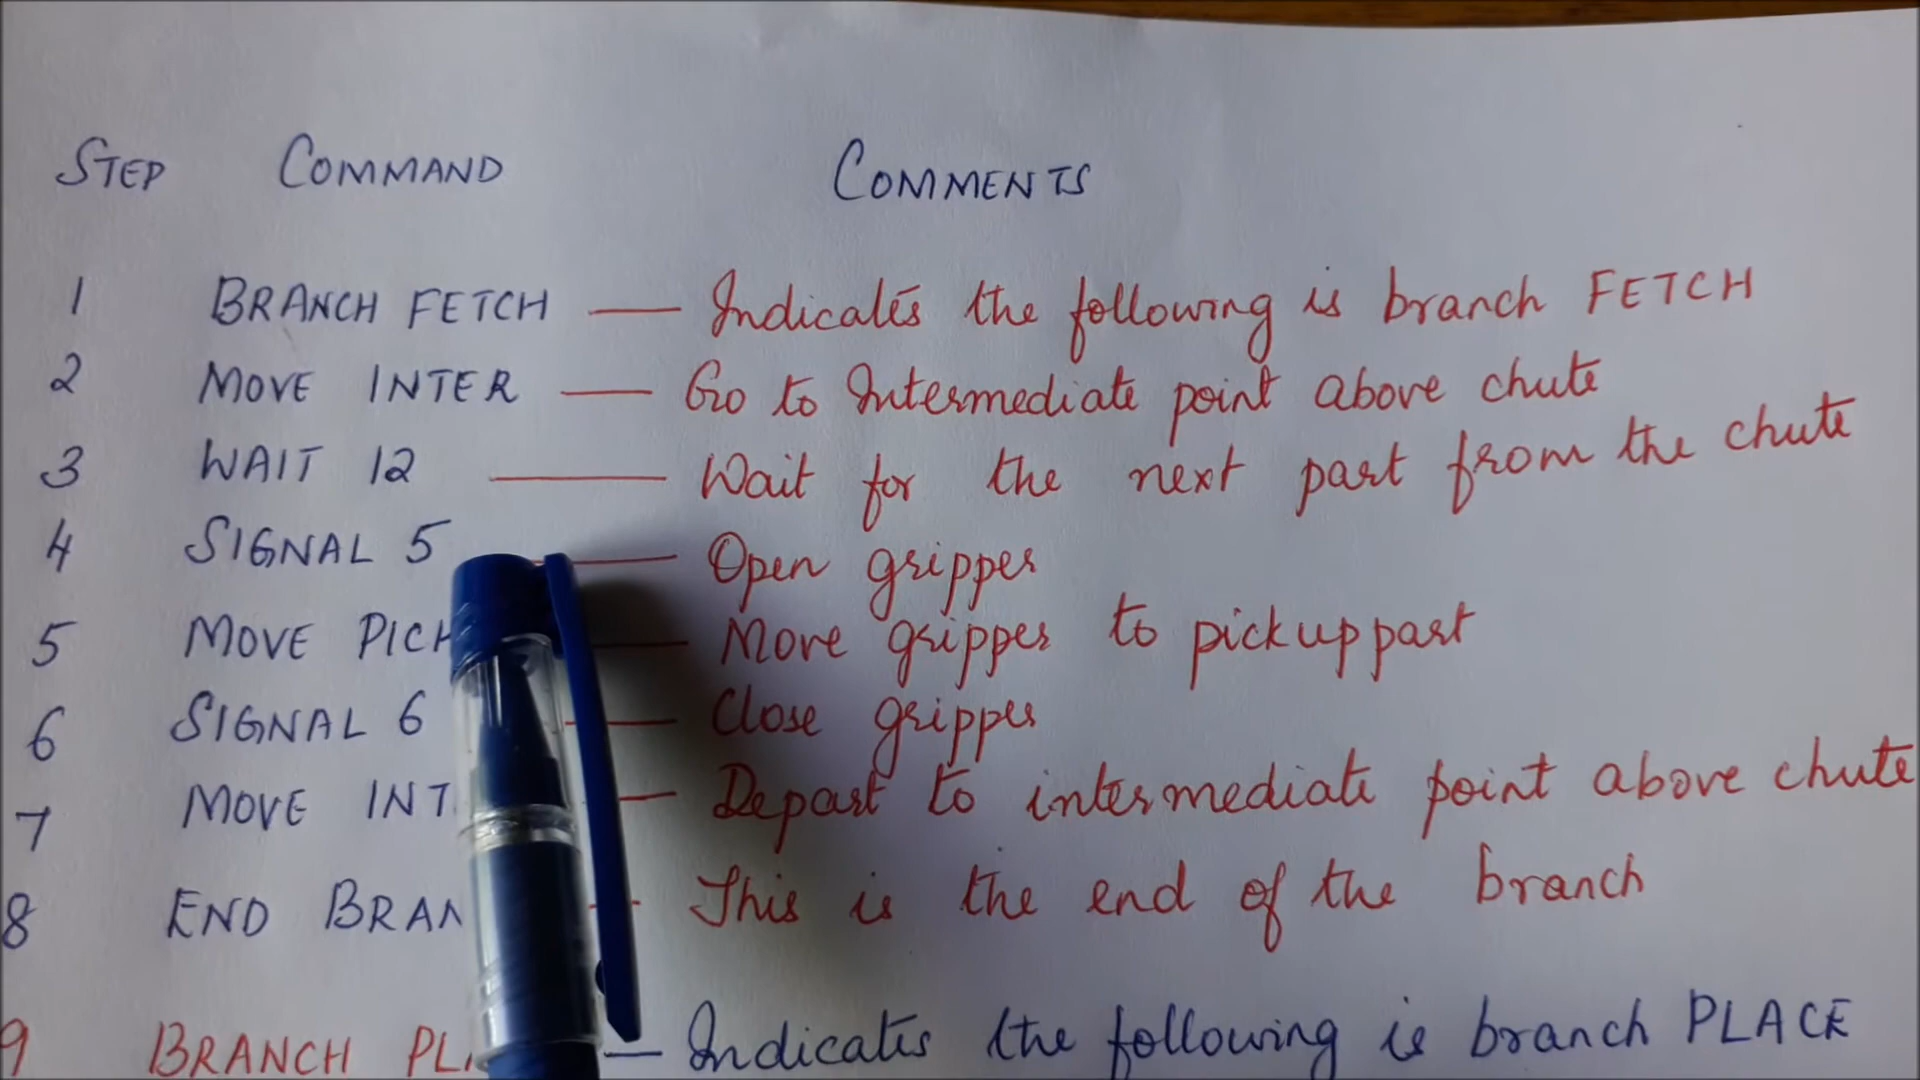 STEP COMMAND COMMENTS
1 BRANCH FETCH — Indicates the following is branch FETCH
2 MOVE INTER — Go to Intermediate point above chute
3 WAIT 12 — Wait for the next part from the chute
4 SIGNAL 5 — Open gripper
5 MOVE — Move gripper to pickup part
6 SIGNAL 6 — Close gripper
7 MOVE — Depart to intermediate point above chute
8 END — This is the end of the branch
9 BRANCH — Indicates the following is branch PLACE